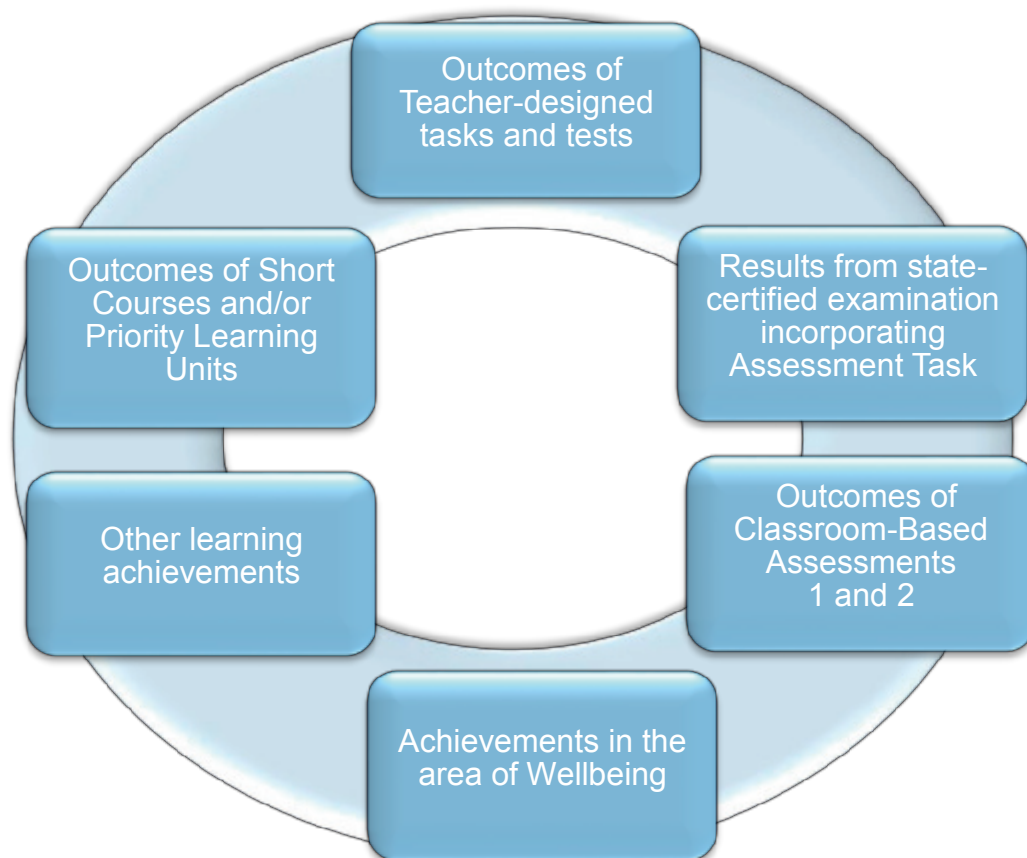 Outcomes of
Teacher-designed
tasks and tests
Results from state-
certified examination
incorporating
Assessment Task
Outcomes of
Classroom-Based
Assessments
1 and 2
Achievements in the
area of Wellbeing
Other learning
achievements
Outcomes of Short
Courses and/or
Priority Learning
Units